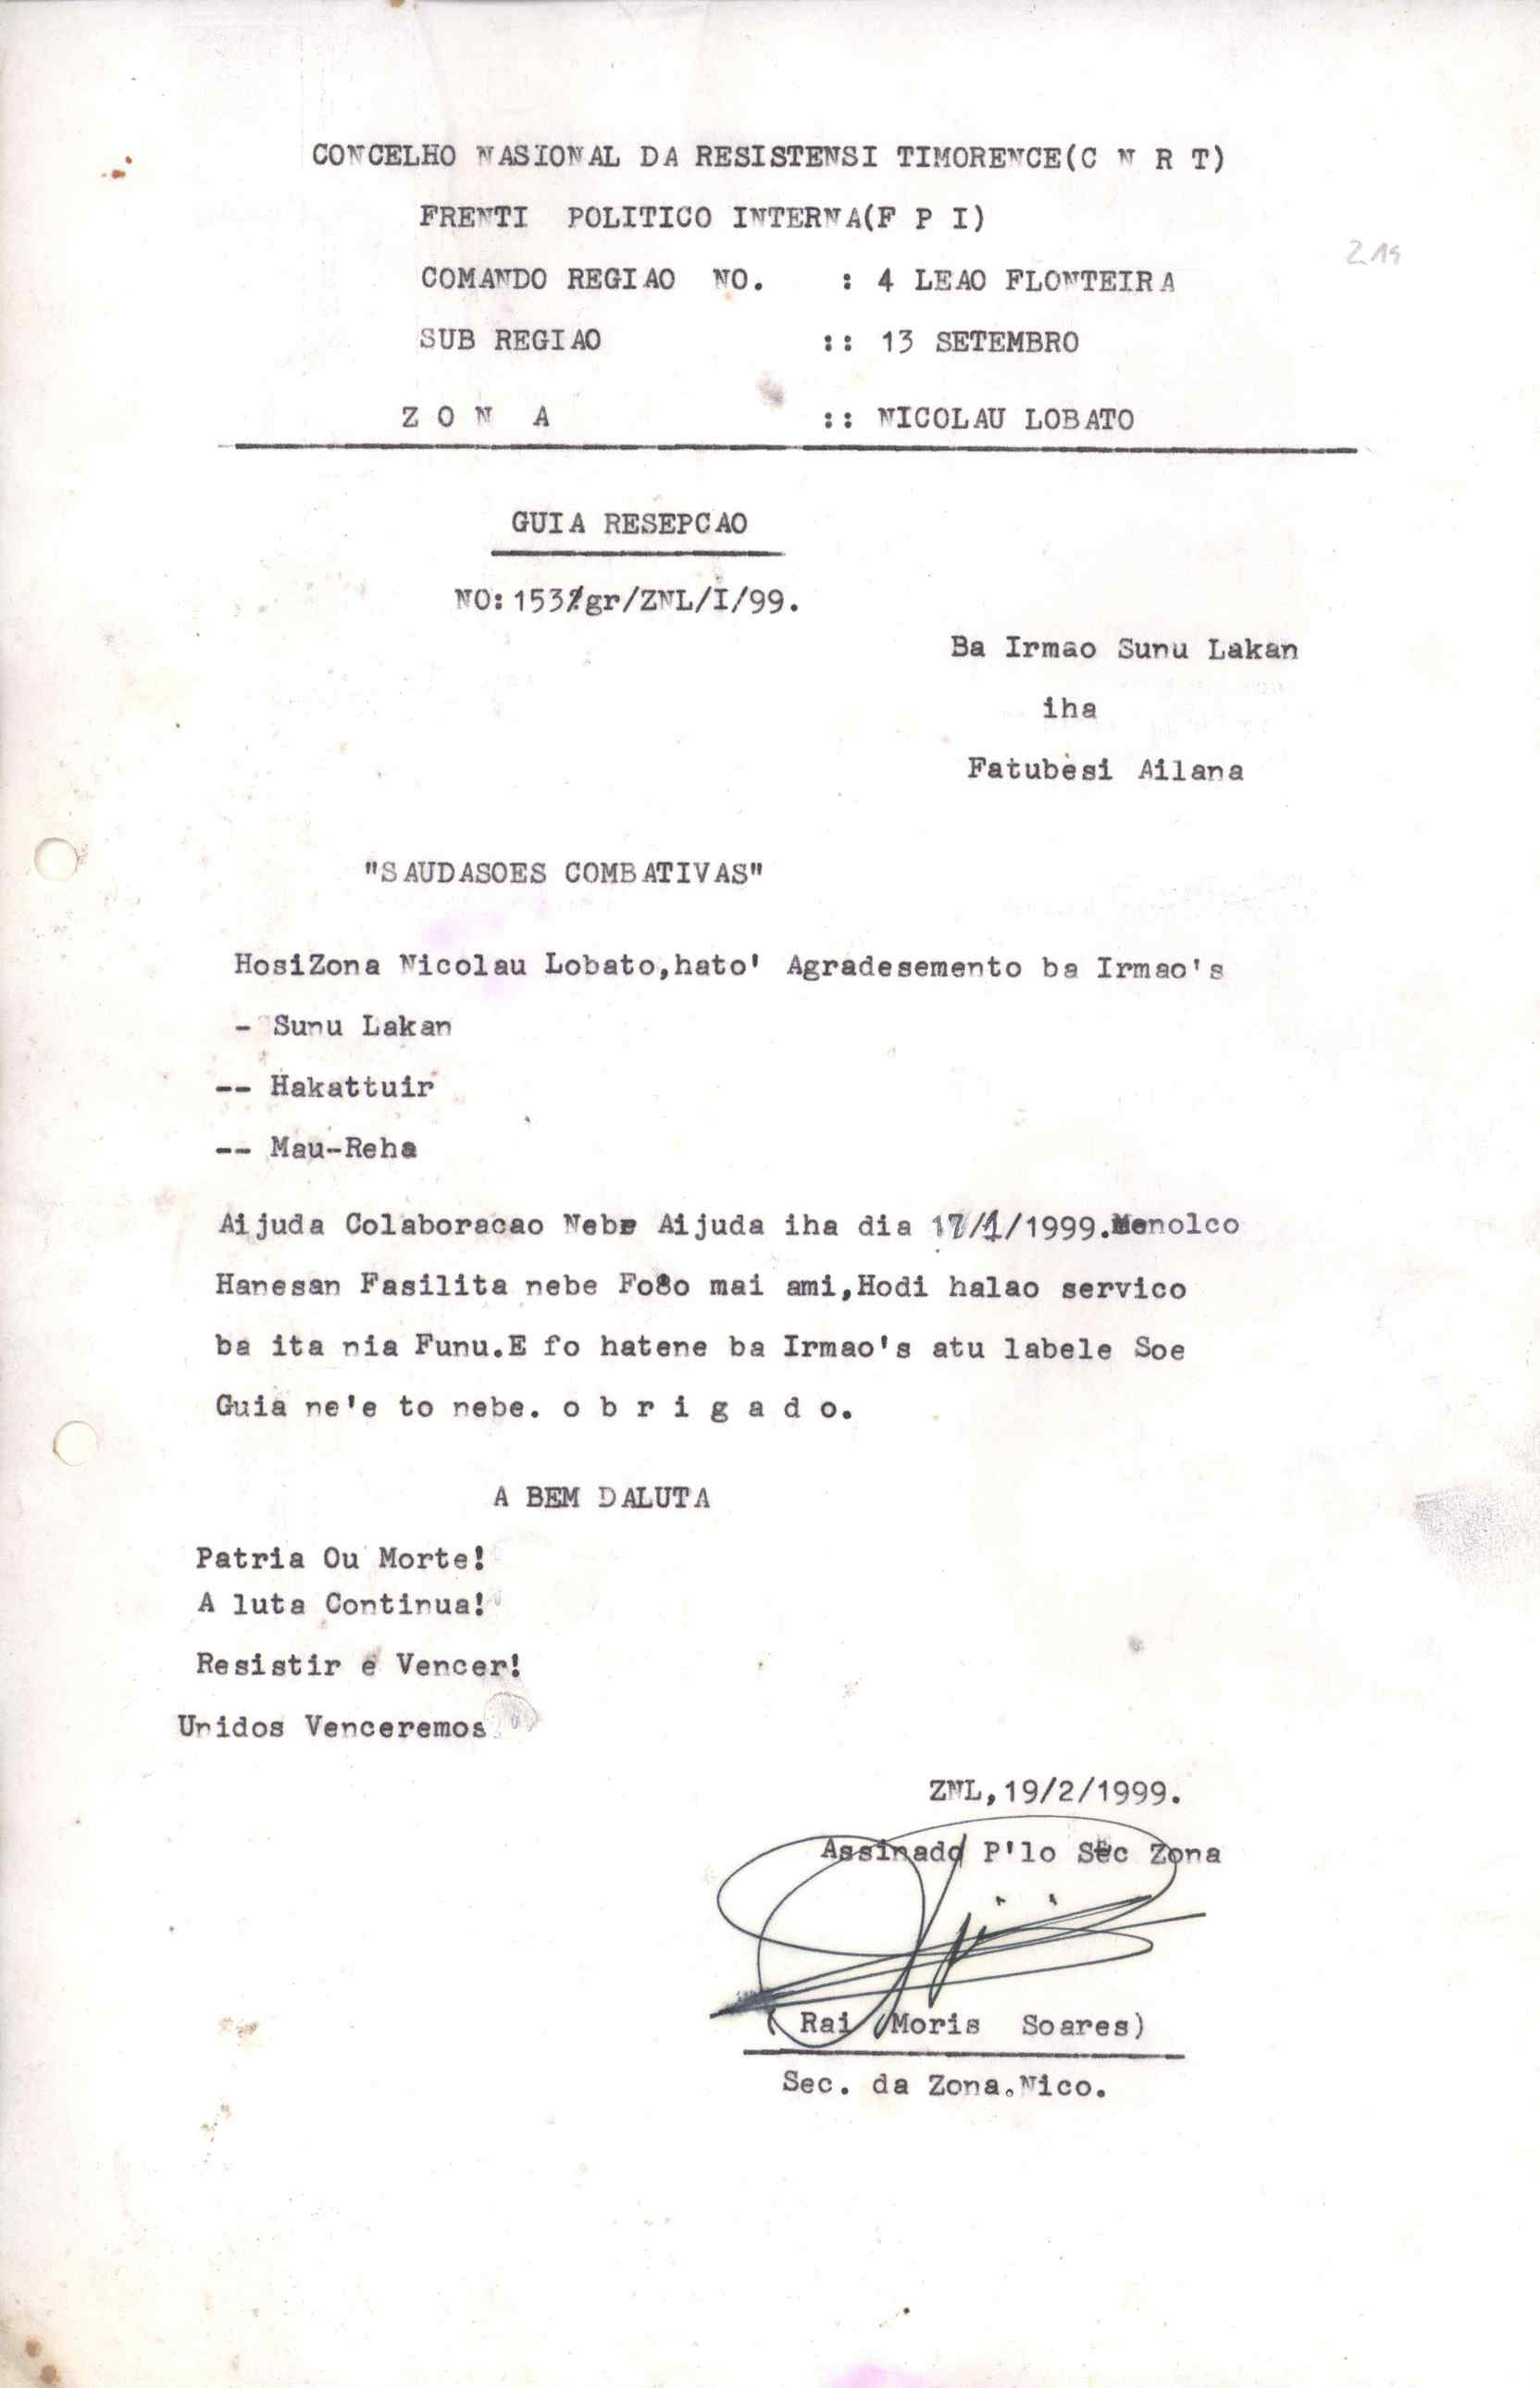 CONCELHO NASIONAL DA RESISTENSI TIMORENCE(C N R T)
FRENTI POLITICO INTERNA(F P I)
2.19
COMANDO REGIAO NO. : 4 LEAO FLONTEIRA
SUB REGIAO :: 13 SETEMBRO
Z O N A :: NICOLAU LOBATO
GUIA RESEPCAO
NO:153/gr/ZNL/I/99.
Ba Irmao Sunu Lakan
iha
Fatubesi Ailana
"SAUDASOES COMBATIVAS"
HosiZona Nicolau Lobato,hato' Agradesemento ba Irmao's
- Sunu Lakan
-- Hakattuir
-- Mau-Reha
Aijuda Colaboracao Nebe Aijuda iha dia 17/1/1999.Menolco
Hanesan Fasilita nebe Fo mai ami,Hodi halao servico
ba ita nia Funu.E fo hatene ba Irmao's atu labele Soe
Guia ne'e to nebe. o b r i g a d o.
A BEM DALUTA
Patria Ou Morte!
A luta Continua!
Resistir e Vencer!
Unidos Venceremos
ZNL,19/2/1999.
Assinado P'lo Sec Zona
( Rai Moris Soares)
Sec. da Zona.Nico.